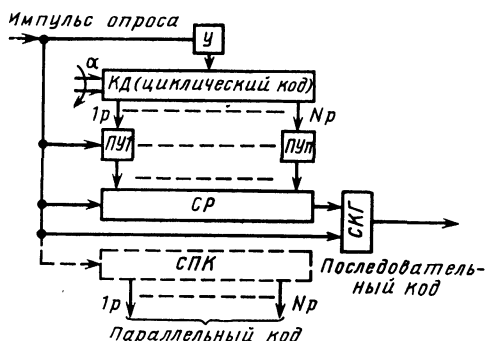 Импульс опроса
У
α
КД(циклический код)
1р
Nр
ПУ1
ПУn
СР
СКГ
СПК
Последователь-
ный код
1р
Nр
Параллельный код